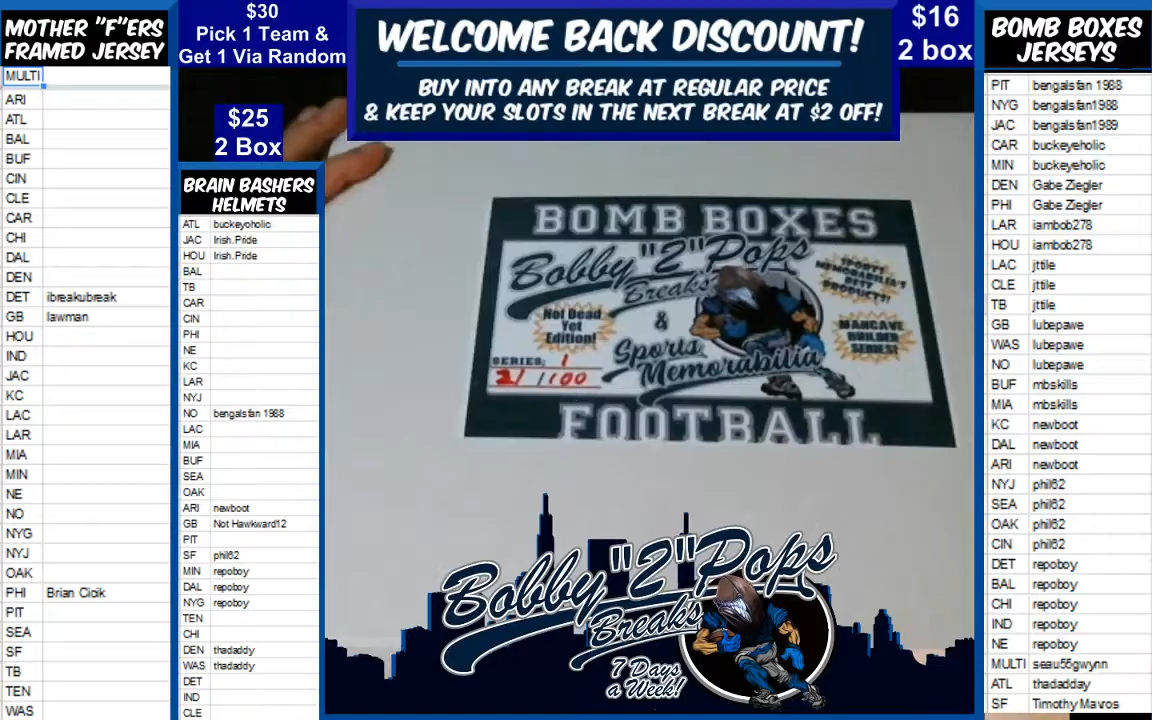 MOTHER "F"ERS
FRAMED JERSEY
MULTI
ARI
ATL
BAL
BUF
CIN
CLE
CAR
CHI
DAL
DEN
DET ibreakubreak
GB lawman
HOU
IND
JAC
KC
LAC
LAR
MIA
MIN
NE
NO
NYG
NYJ
OAK
PHI Brian Cicik
PIT
SEA
SF
TB
TEN
WAS
$30
Pick 1 Team &
Get 1 Via Random
$25
2 Box
BRAIN BASHERS
HELMETS
ATL buckeyoholic
JAC Irish.Pride
HOU Irish.Pride
BAL
TB
CAR
CIN
PHI
NE
KC
LAR
NYJ
NO bengalsfan 1988
LAC
MIA
BUF
SEA
OAK
ARI newboot
GB Not Hawkward12
PIT
SF phil62
MIN repoboy
DAL repoboy
NYG repoboy
TEN
CHI
DEN thadaddy
WAS thadaddy
DET
IND
CLE
WELCOME BACK DISCOUNT!
BUY INTO ANY BREAK AT REGULAR PRICE
& KEEP YOUR SLOTS IN THE NEXT BREAK AT $2 OFF!
BOMB BOXES
Bobby "2" Pops
Breaks
&
Sports
Memorabilia
Not Dead
Yet
Edition!
SPORTS
MEMORABILIA'S
BEST
PRODUCT!
MANCAVE
BUILDER
SERIES!
SERIES: 1
2/ /100
FOOTBALL
Bobby "2" Pops
Breaks
7 Days
a Week!
$16
2 box
BOMB BOXES
JERSEYS
PIT bengalsfan 1988
NYG bengalsfan1988
JAC bengalsfan1989
CAR buckeyeholic
MIN buckeyeholic
DEN Gabe Ziegler
PHI Gabe Ziegler
LAR iambob278
HOU iambob278
LAC jttile
CLE jttile
TB jttile
GB lubepawe
WAS lubepawe
NO lubepawe
BUF mbskills
MIA mbskills
KC newboot
DAL newboot
ARI newboot
NYJ phil62
SEA phil62
OAK phil62
CIN phil62
DET repoboy
BAL repoboy
CHI repoboy
IND repoboy
NE repoboy
MULTI seau55gwynn
ATL thadadday
SF Timothy Mavros